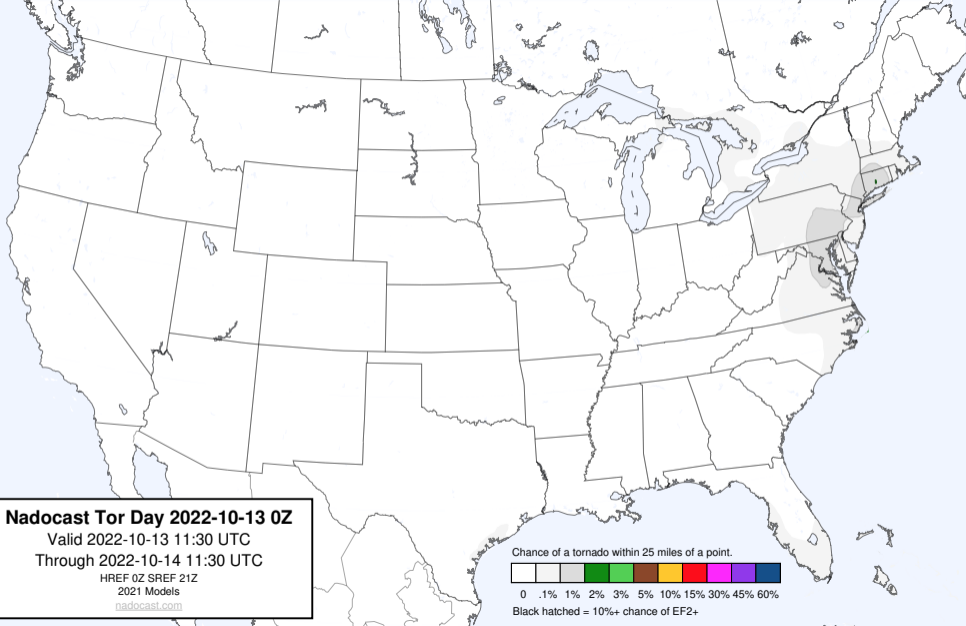 Nadocast Tor Day 2022-10-13 0Z
Valid 2022-10-13 11:30 UTC
Through 2022-10-14 11:30 UTC
HREF 0Z SREF 21Z
2021 Models
nadocast.com
Chance of a tornado within 25 miles of a point.
0 .1% 1% 2% 3% 5% 10% 15% 30% 45% 60%
Black hatched = 10%+ chance of EF2+